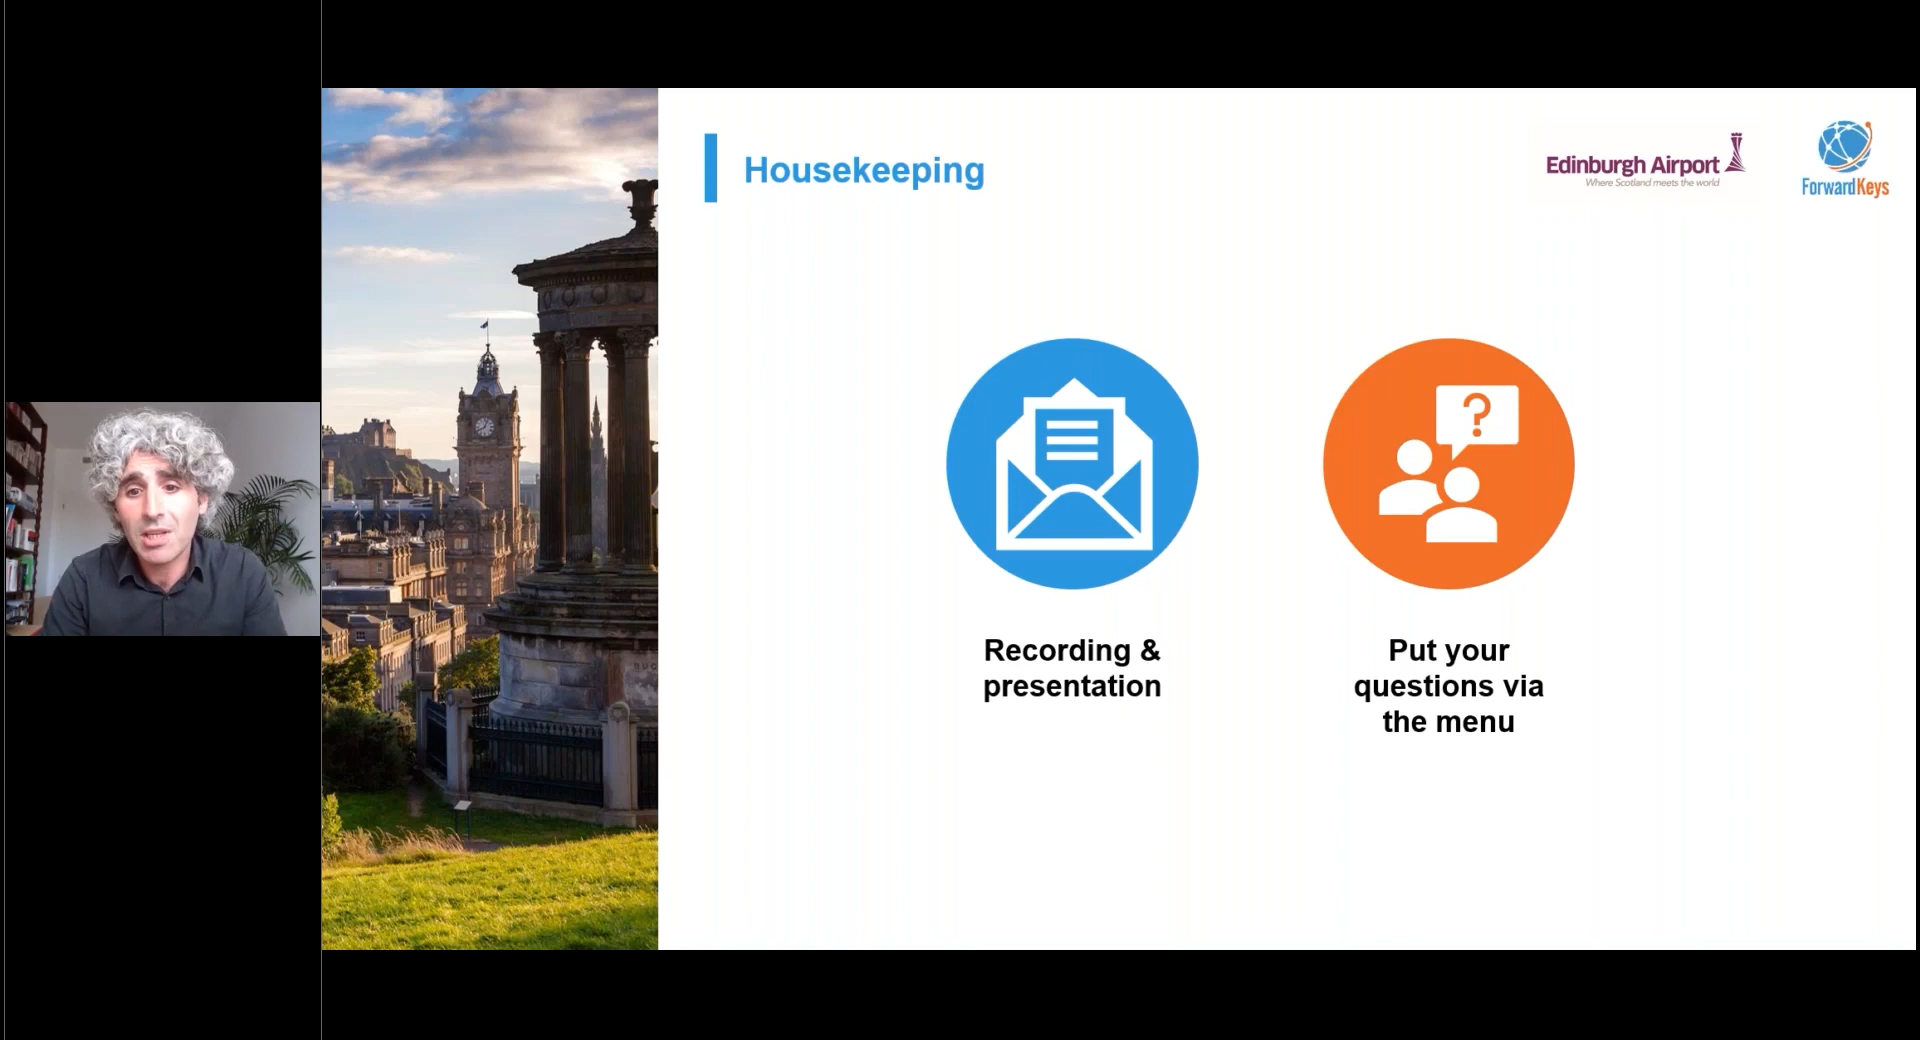 Housekeeping
Edinburgh Airport
Where Scotland meets the world
ForwardKeys
?
Recording &
presentation
Put your
questions via
the menu